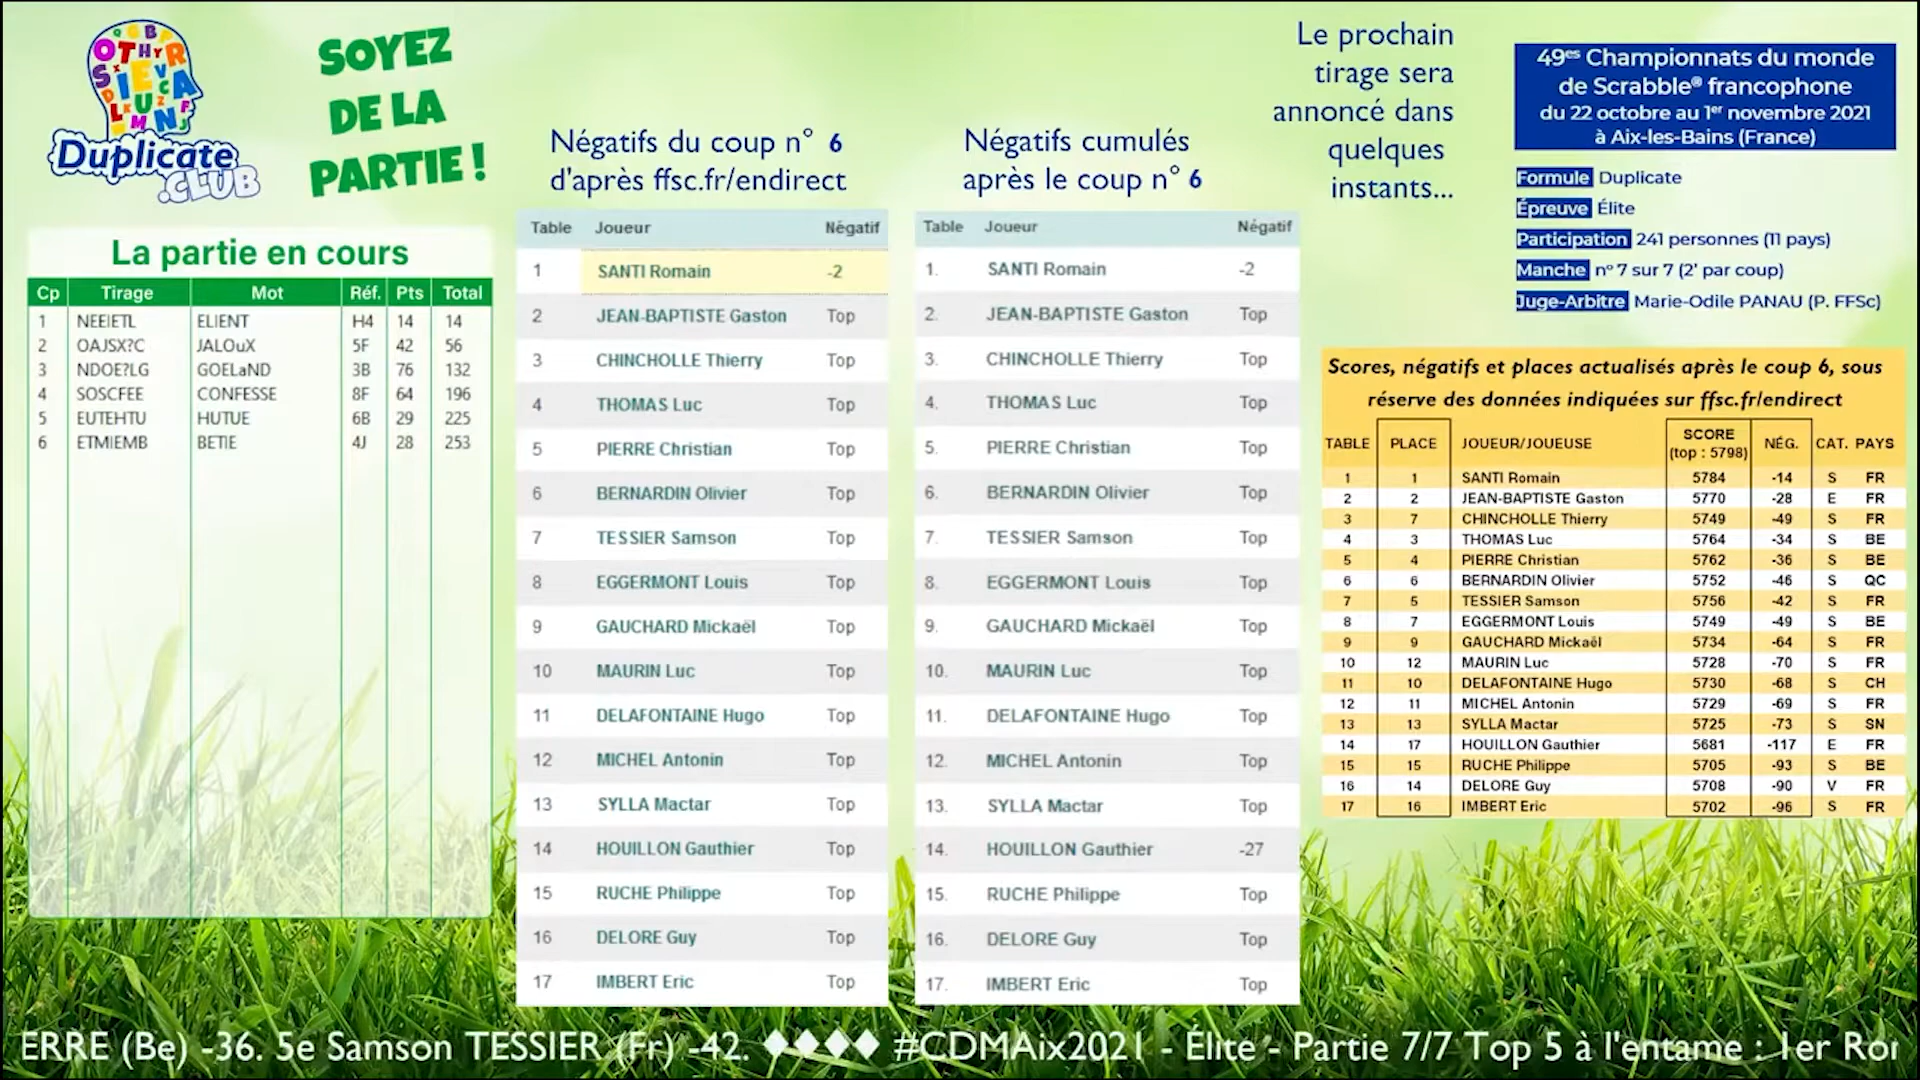 Duplicate
.CLUB
SOYEZ
DE LA
PARTIE !
La partie en cours
Cp Tirage Mot Réf. Pts Total
1 NEEIETL ELIENT H4 14 14
2 OAJSX?C JALOuX 5F 42 56
3 NDOE?LG GOELaND 3B 76 132
4 SOSCFEE CONFESSE 8F 64 196
5 EUTEHTU HUTUE 6B 29 225
6 ETMIEMB BETIE 4J 28 253
Négatifs du coup n° 6
d'après ffsc.fr/endirect
Table Joueur Négatif
1 SANTI Romain -2
2 JEAN-BAPTISTE Gaston Top
3 CHINCHOLLE Thierry Top
4 THOMAS Luc Top
5 PIERRE Christian Top
6 BERNARDIN Olivier Top
7 TESSIER Samson Top
8 EGGERMONT Louis Top
9 GAUCHARD Mickaël Top
10 MAURIN Luc Top
11 DELAFONTAINE Hugo Top
12 MICHEL Antonin Top
13 SYLLA Mactar Top
14 HOUILLON Gauthier Top
15 RUCHE Philippe Top
16 DELORE Guy Top
17 IMBERT Eric Top
Négatifs cumulés
après le coup n° 6
Table Joueur Négatif
1. SANTI Romain -2
2. JEAN-BAPTISTE Gaston Top
3. CHINCHOLLE Thierry Top
4. THOMAS Luc Top
5. PIERRE Christian Top
6. BERNARDIN Olivier Top
7. TESSIER Samson Top
8. EGGERMONT Louis Top
9. GAUCHARD Mickaël Top
10. MAURIN Luc Top
11. DELAFONTAINE Hugo Top
12. MICHEL Antonin Top
13. SYLLA Mactar Top
14. HOUILLON Gauthier -27
15. RUCHE Philippe Top
16. DELORE Guy Top
17. IMBERT Eric Top
Le prochain
tirage sera
annoncé dans
quelques
instants...
49es Championnats du monde
de Scrabble® francophone
du 22 octobre au 1er novembre 2021
à Aix-les-Bains (France)
Formule Duplicate
Épreuve Élite
Participation 241 personnes (11 pays)
Manche n° 7 sur 7 (2' par coup)
Juge-Arbitre Marie-Odile PANAU (P. FFSc)
Scores, négatifs et places actualisés après le coup 6, sous
réserve des données indiquées sur ffsc.fr/endirect
TABLE PLACE JOUEUR/JOUEUSE SCORE (top : 5798) NÉG. CAT. PAYS
1 1 SANTI Romain 5784 -14 S FR
2 2 JEAN-BAPTISTE Gaston 5770 -28 E FR
3 7 CHINCHOLLE Thierry 5749 -49 S FR
4 3 THOMAS Luc 5764 -34 S BE
5 4 PIERRE Christian 5762 -36 S BE
6 6 BERNARDIN Olivier 5752 -46 S QC
7 5 TESSIER Samson 5756 -42 S FR
8 7 EGGERMONT Louis 5749 -49 S BE
9 9 GAUCHARD Mickaël 5734 -64 S FR
10 12 MAURIN Luc 5728 -70 S FR
11 10 DELAFONTAINE Hugo 5730 -68 S CH
12 11 MICHEL Antonin 5729 -69 S FR
13 13 SYLLA Mactar 5725 -73 S SN
14 17 HOUILLON Gauthier 5681 -117 E FR
15 15 RUCHE Philippe 5705 -93 S BE
16 14 DELORE Guy 5708 -90 V FR
17 16 IMBERT Eric 5702 -96 S FR
ERRE (Be) -36. 5e Samson TESSIER (Fr) -42. ♦♦♦♦ #CDMAix2021 - Élite - Partie 7/7 Top 5 à l'entame : 1er Ror